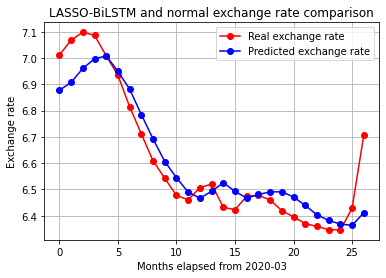 LASSO-BiLSTM and normal exchange rate comparison
Real exchange rate
Predicted exchange rate
Exchange rate
7.1
7.0
6.9
6.8
6.7
6.6
6.5
6.4
0 5 10 15 20 25
Months elapsed from 2020-03